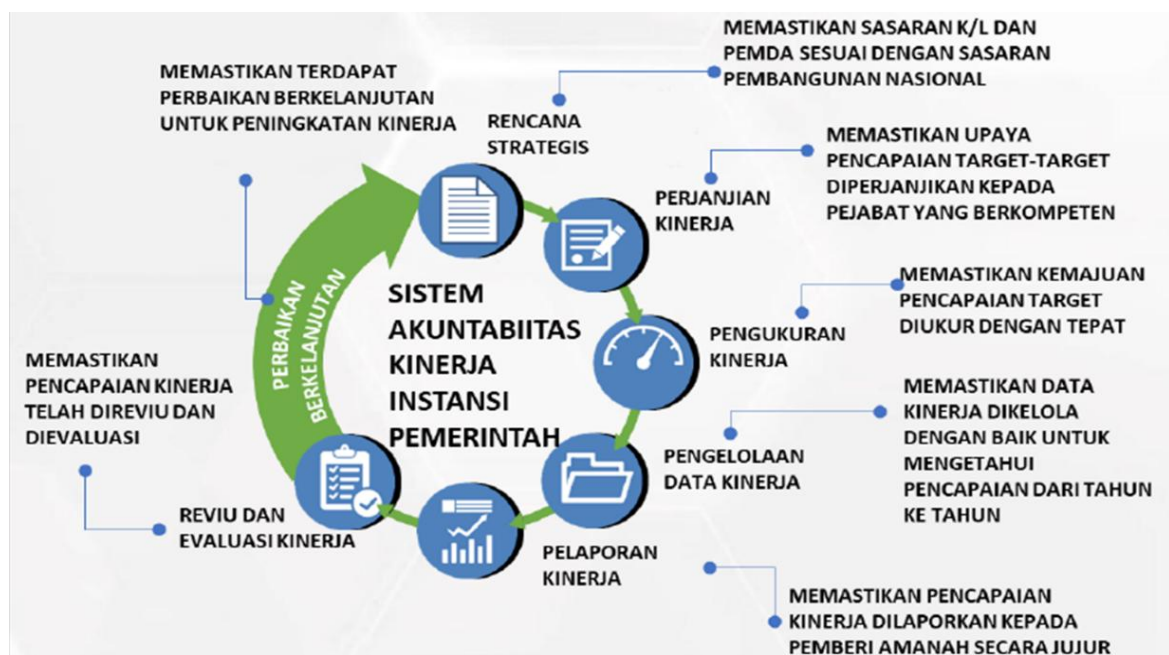 MEMASTIKAN SASARAN K/L DAN
PEMDA SESUAI DENGAN SASARAN
PEMBANGUNAN NASIONAL
MEMASTIKAN TERDAPAT
PERBAIKAN BERKELANJUTAN
UNTUK PENINGKATAN KINERJA
RENCANA
STRATEGIS
MEMASTIKAN UPAYA
PENCAPAIAN TARGET-TARGET
DIPERJANJIKAN KEPADA
PEJABAT YANG BERKOMPETEN
PERJANJIAN
KINERJA
MEMASTIKAN KEMAJUAN
PENCAPAIAN TARGET
DIUKUR DENGAN TEPAT
PENGUKURAN
KINERJA
SISTEM
AKUNTABIITAS
KINERJA
INSTANSI
PEMERINTAH
PERBAIKAN
BERKELANJUTAN
MEMASTIKAN
PENCAPAIAN KINERJA
TELAH DIREVIU DAN
DIEVALUASI
MEMASTIKAN DATA
KINERJA DIKELOLA
DENGAN BAIK UNTUK
MENGETAHUI
PENCAPAIAN DARI TAHUN
KE TAHUN
PENGELOLAAN
DATA KINERJA
REVIU DAN
EVALUASI KINERJA
PELAPORAN
KINERJA
MEMASTIKAN PENCAPAIAN
KINERJA DILAPORKAN KEPADA
PEMBERI AMANAH SECARA JUJUR